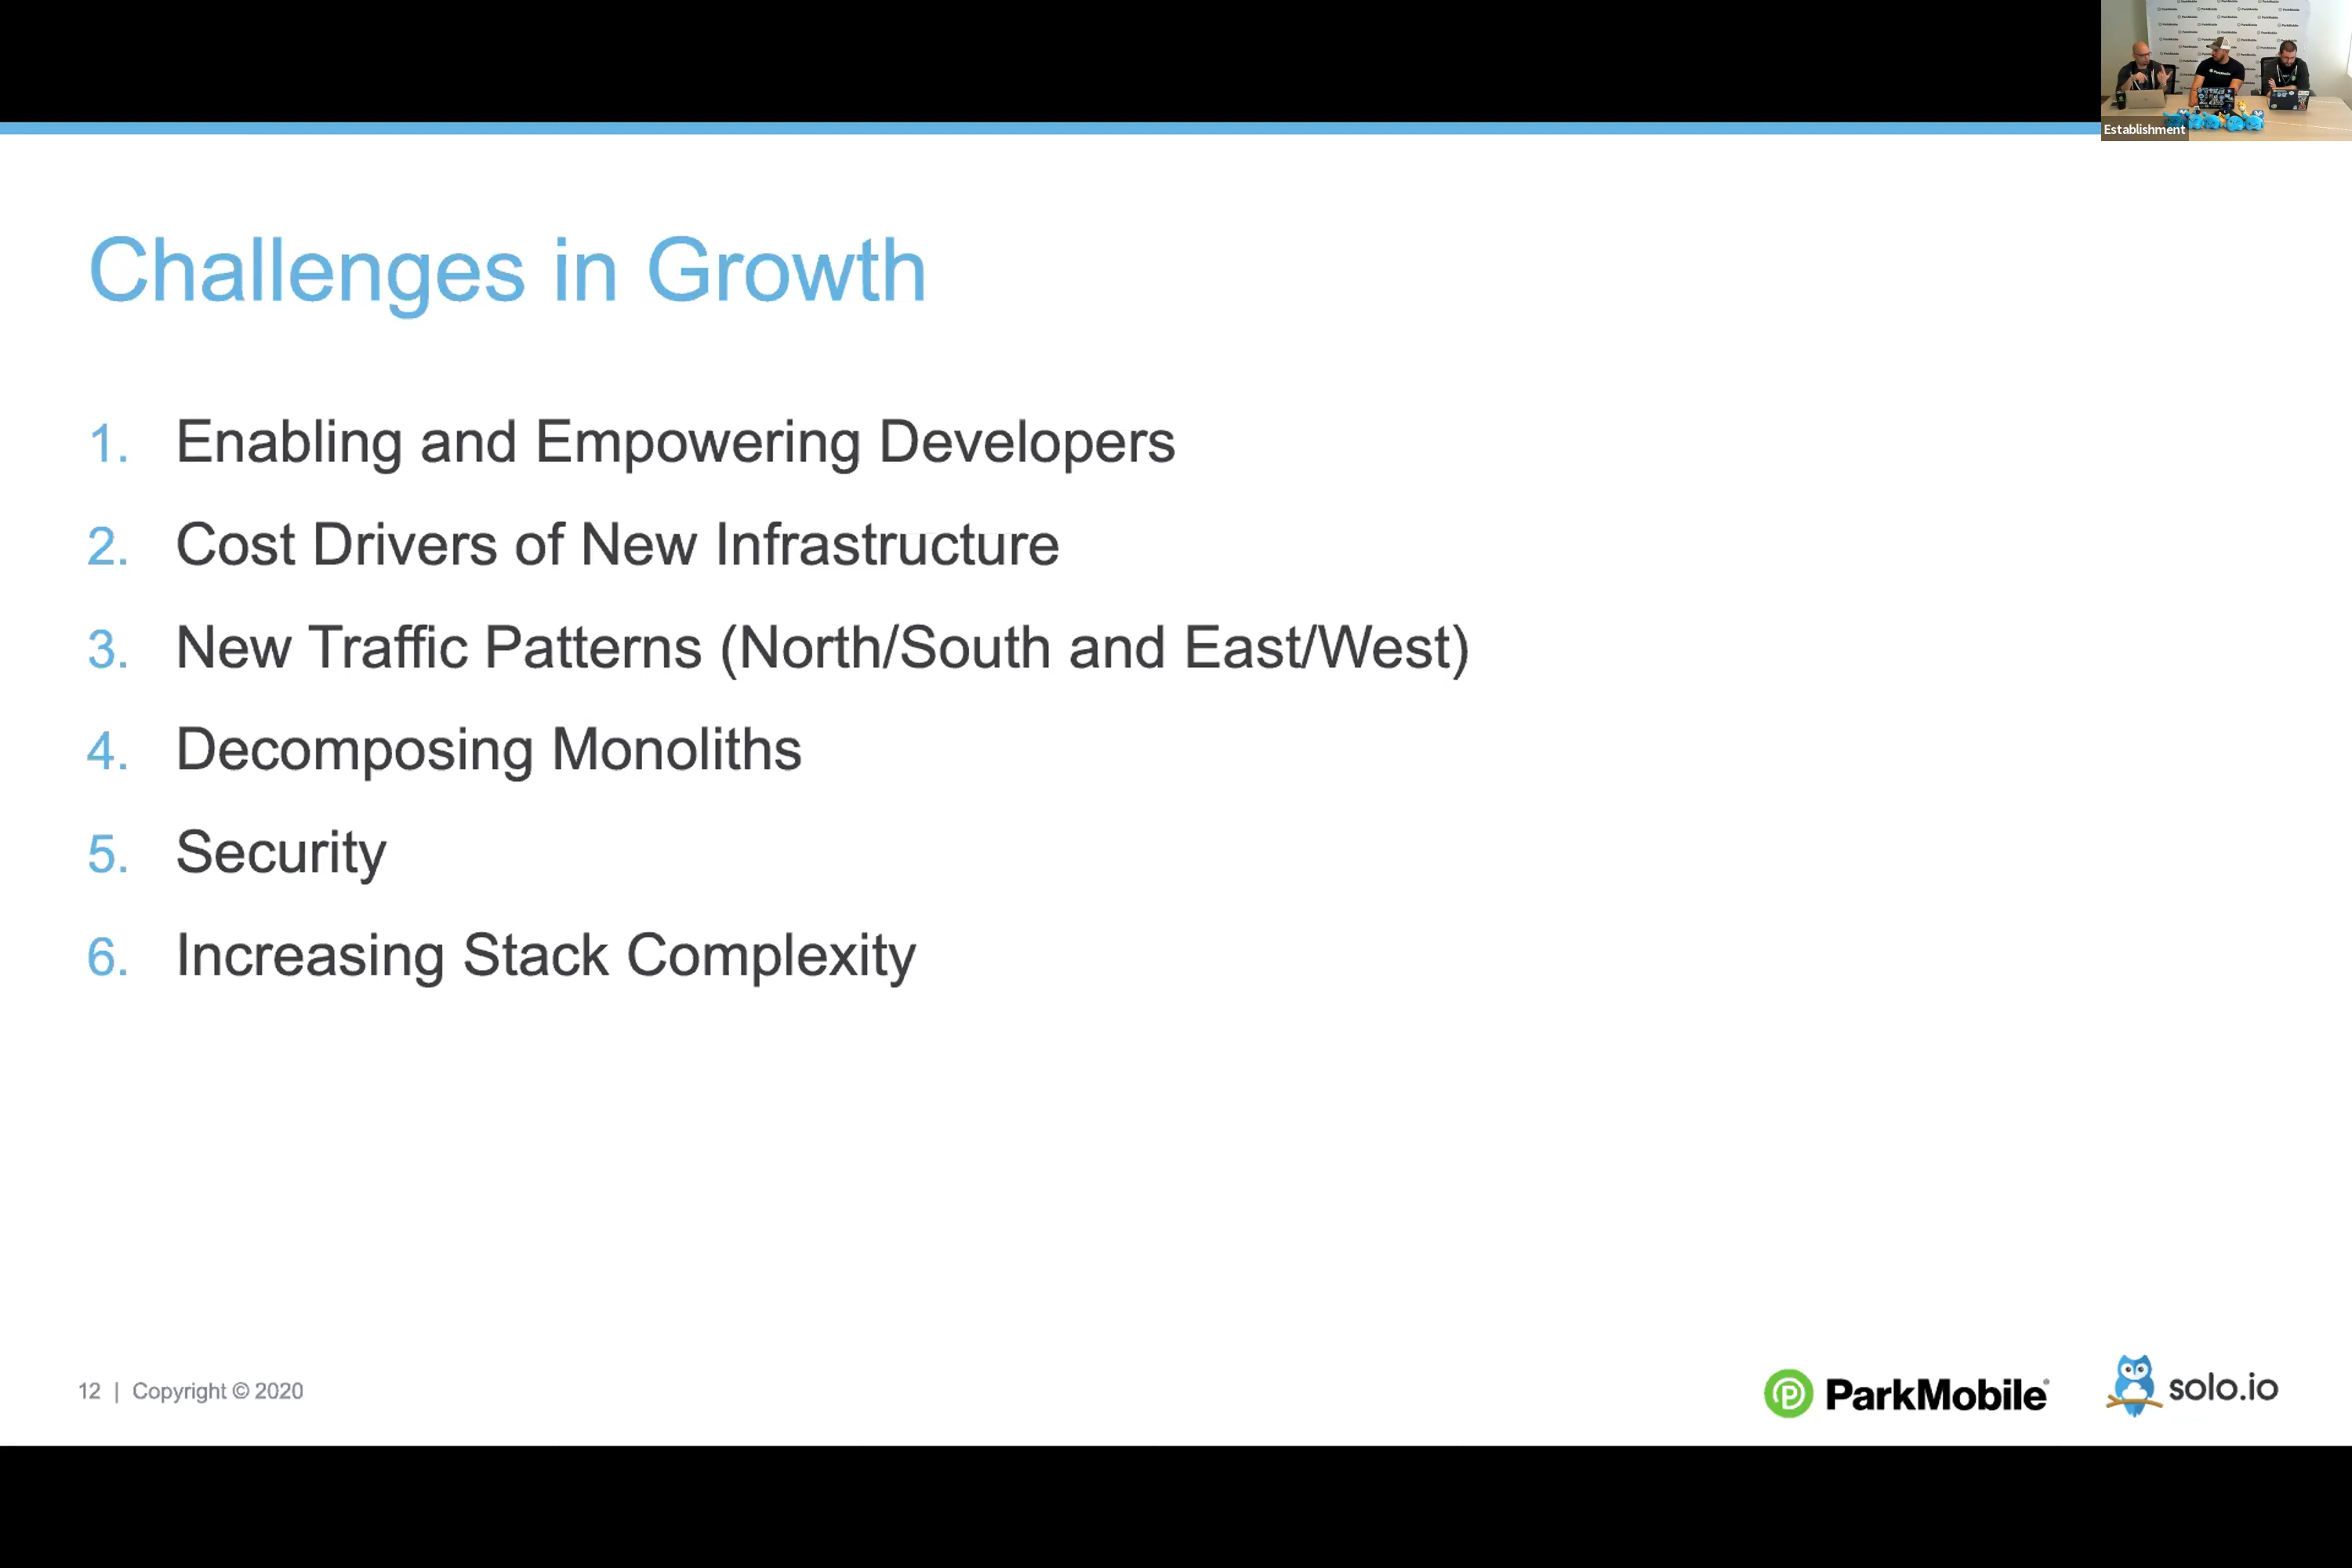 Establishment
Challenges in Growth
1. Enabling and Empowering Developers
2. Cost Drivers of New Infrastructure
3. New Traffic Patterns (North/South and East/West)
4. Decomposing Monoliths
5. Security
6. Increasing Stack Complexity
12 | Copyright © 2020
ParkMobile
solo.io